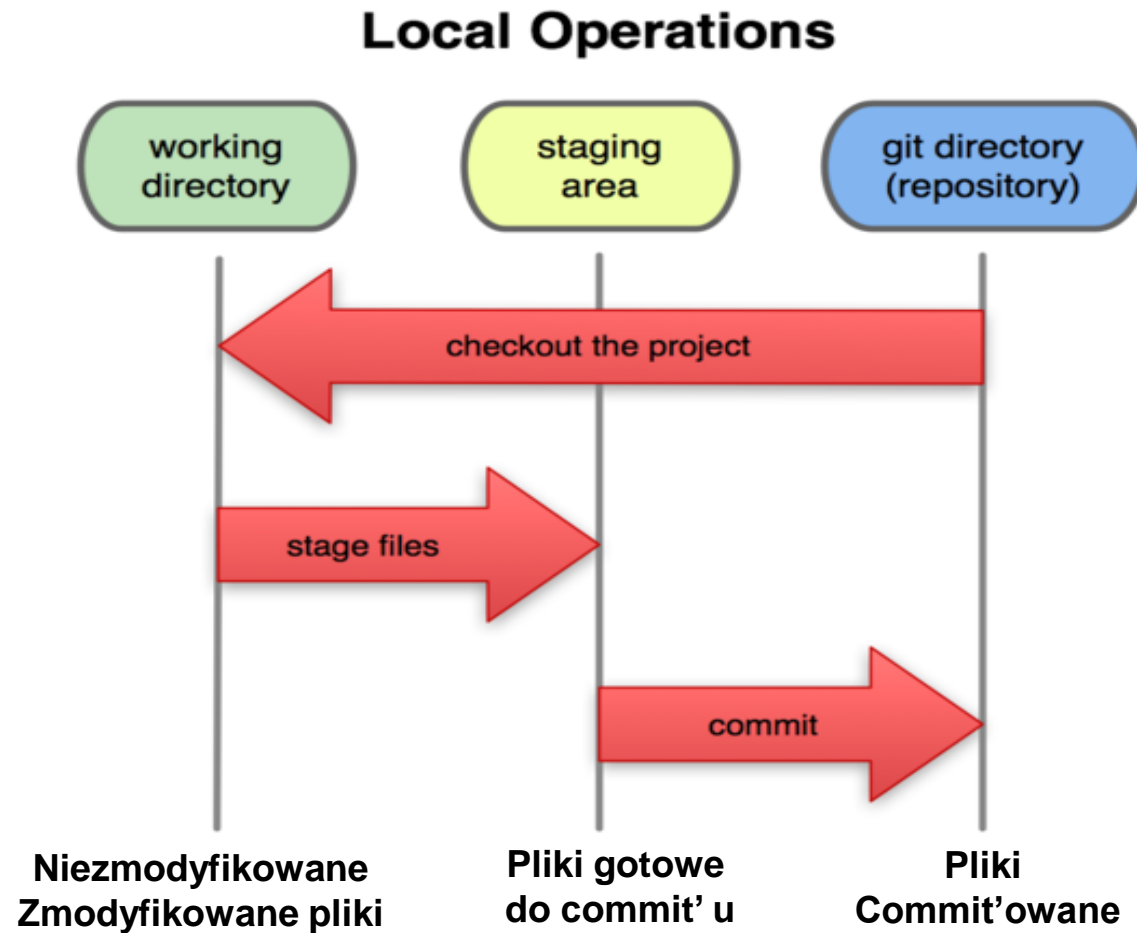 Local Operations
working
directory
staging
area
git directory
(repository)
checkout the project
stage files
commit
Niezmodyfikowane
Zmodyfikowane pliki
Pliki gotowe
do commit’ u
Pliki
Commit’owane